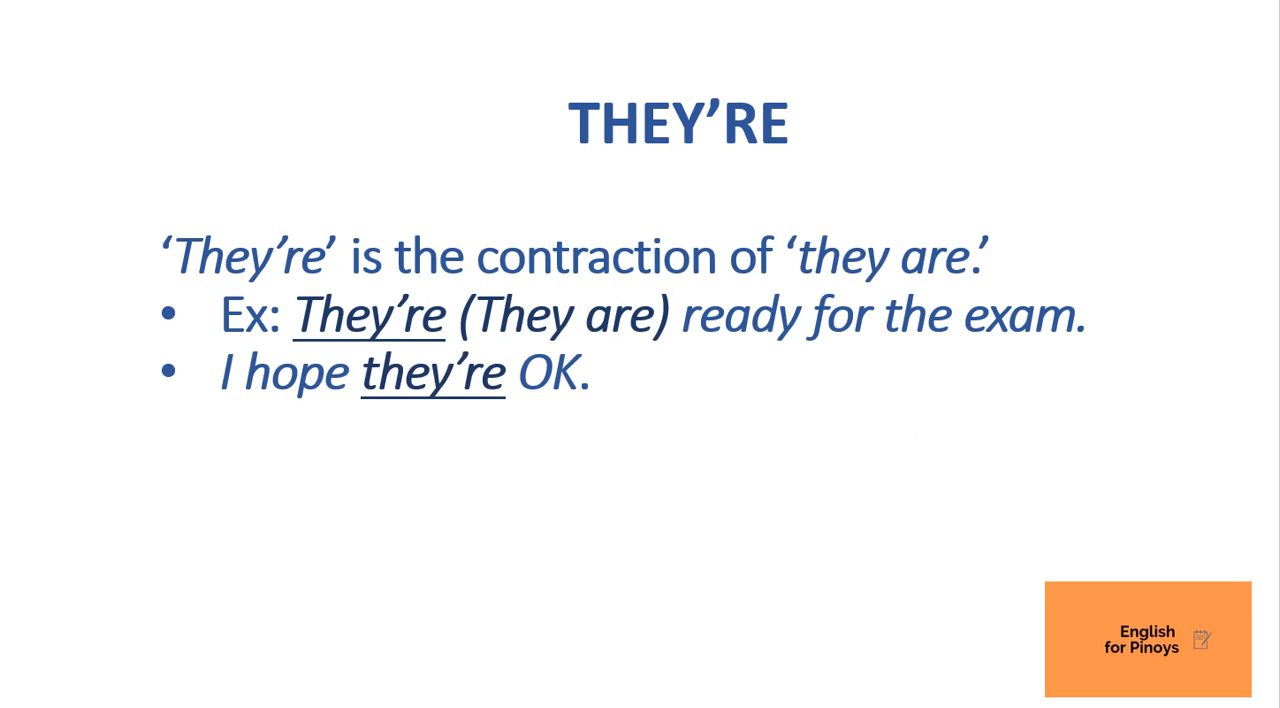 THEY’RE
‘They’re’ is the contraction of ‘they are.’
• Ex: They’re (They are) ready for the exam.
• I hope they’re OK.
English
for Pinoys